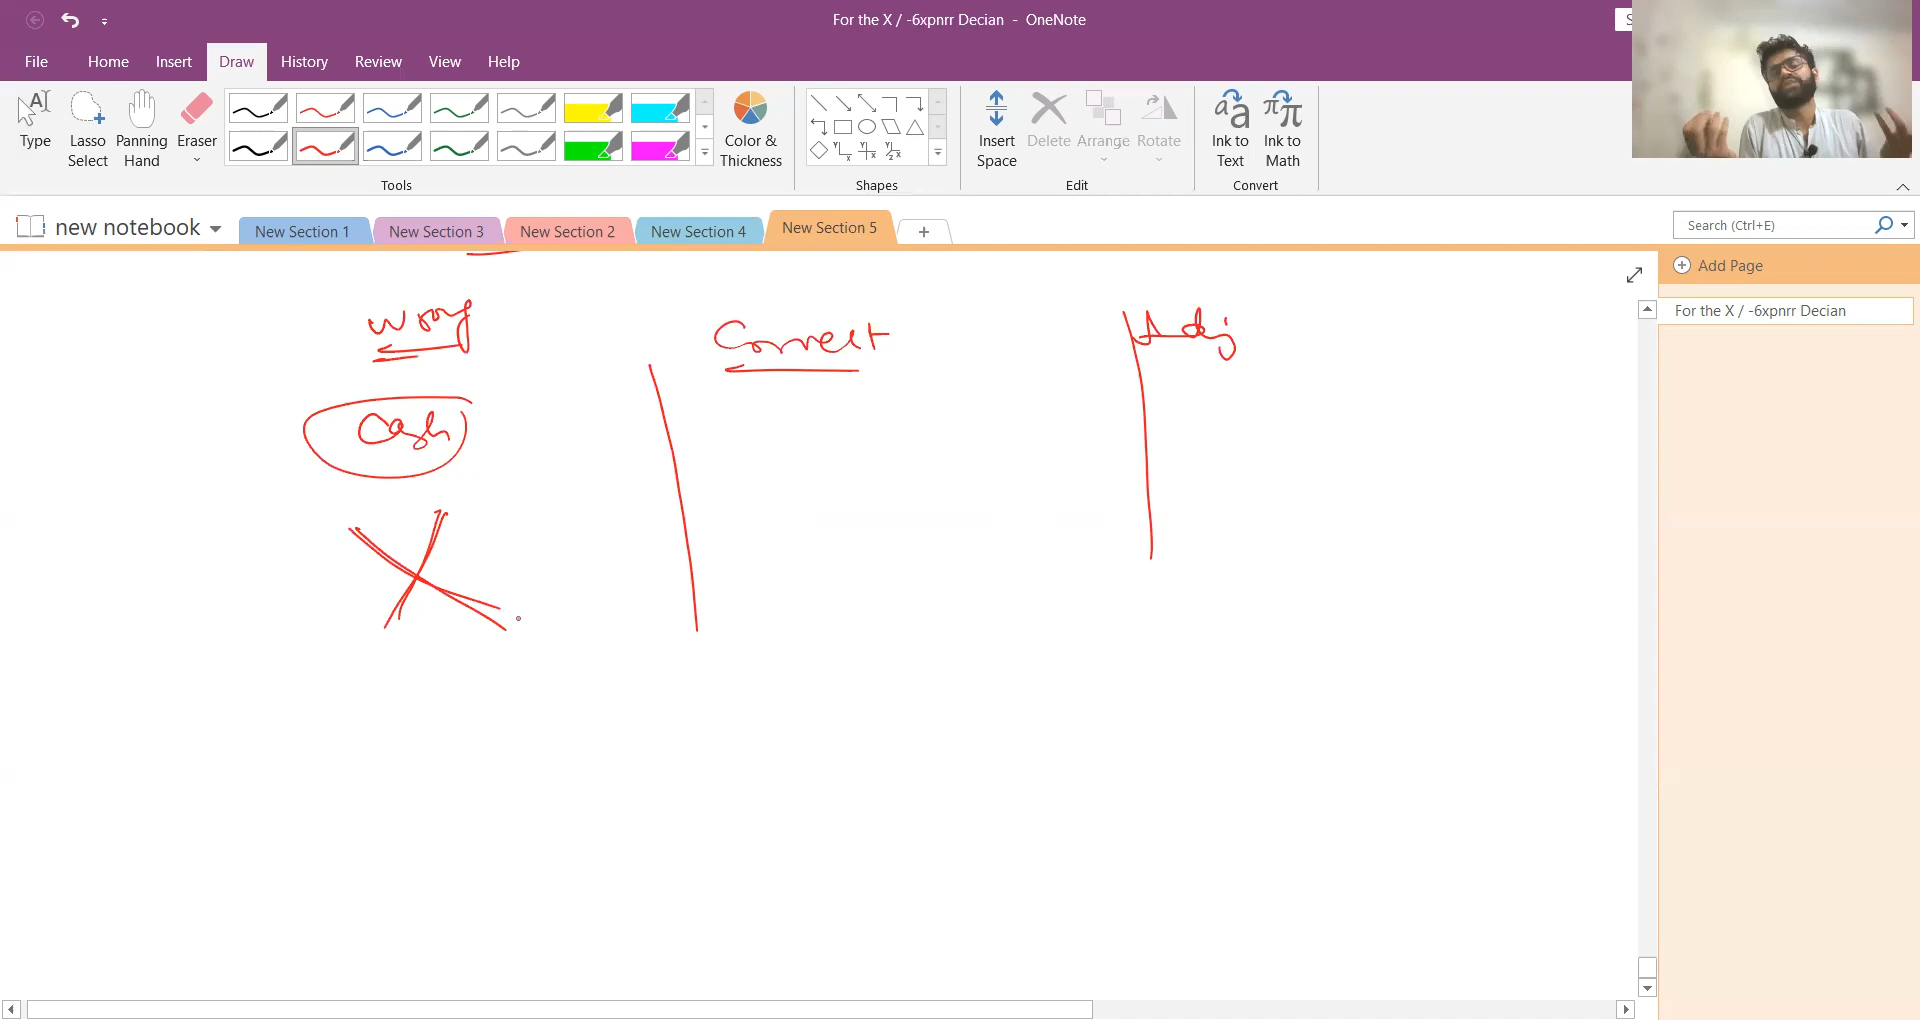 For the X / -6xpnrr Decian - OneNote
S
File Home Insert Draw History Review View Help
Type
Lasso Select
Panning Hand
Eraser
Color & Thickness
Insert Space
Delete
Arrange
Rotate
Ink to Text
Ink to Math
Tools
Shapes
Edit
Convert
new notebook
New Section 1
New Section 3
New Section 2
New Section 4
New Section 5
Search (Ctrl+E)
Add Page
For the X / -6xpnrr Decian
Wrong
Correct
Adj
Cash